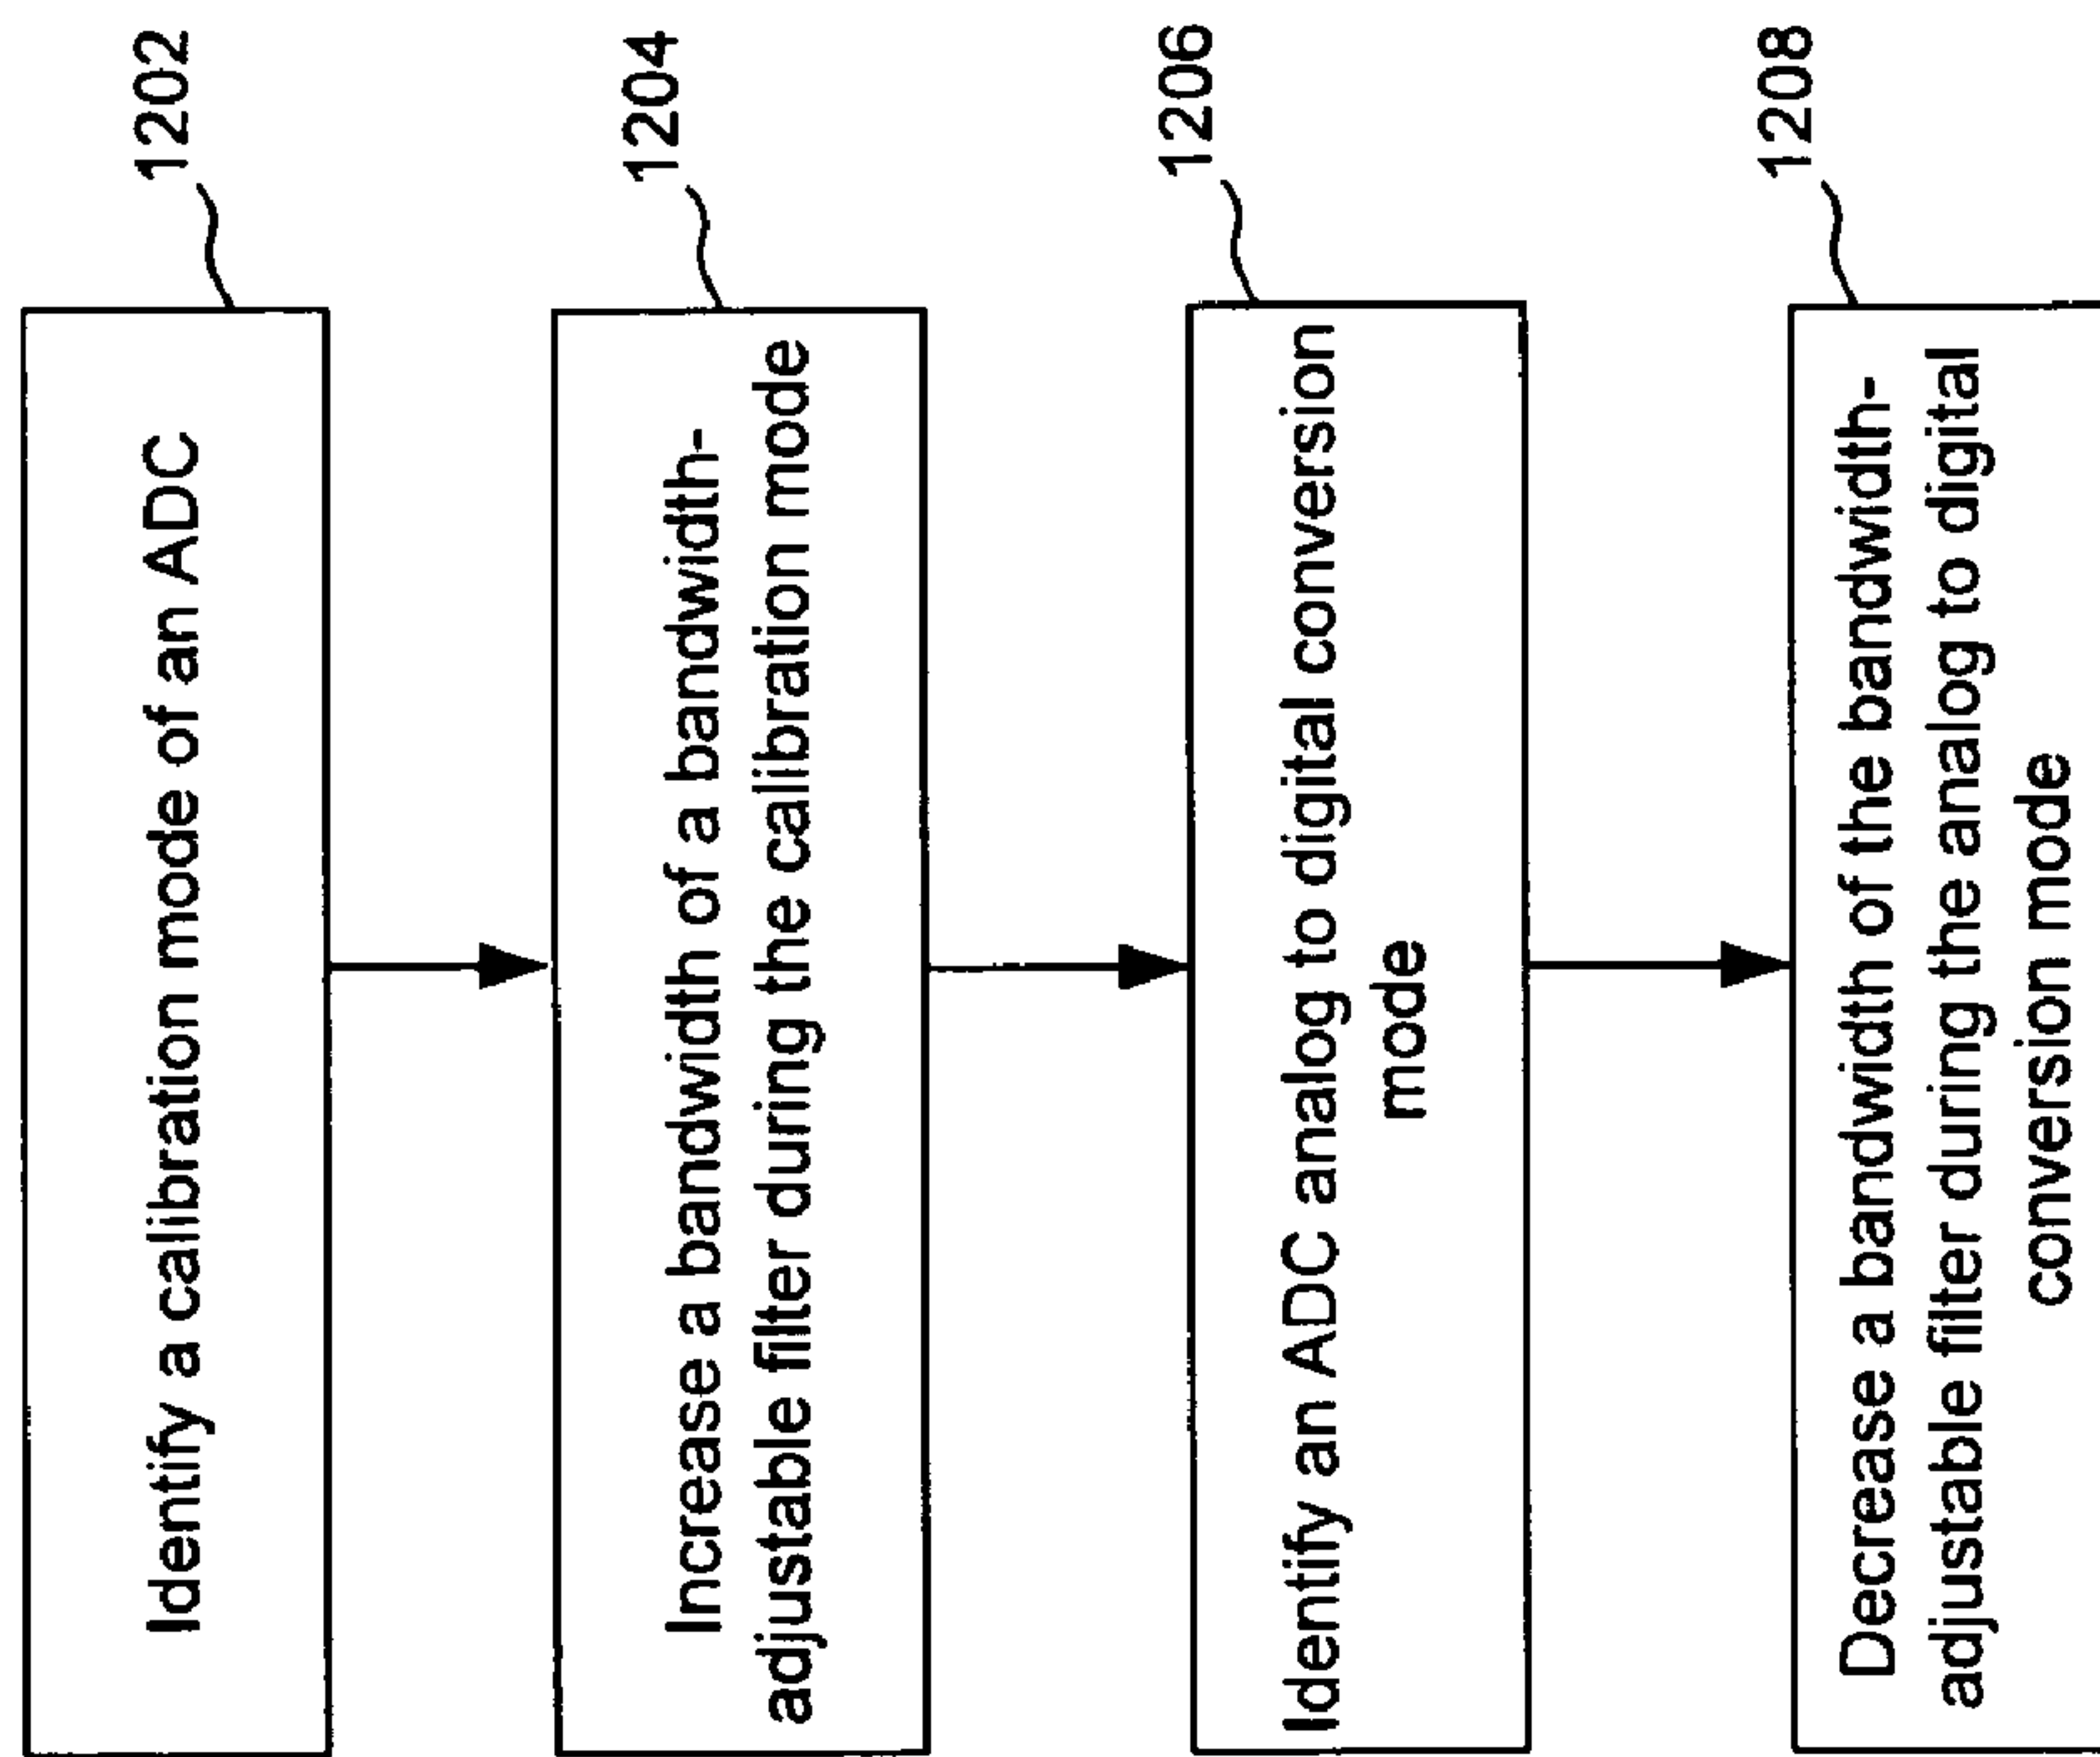 Identify a calibration mode of an ADC
1202
Increase a bandwidth of a bandwidth-
adjustable filter during the calibration mode
1204
Identify an ADC analog to digital conversion
mode
1206
Decrease a bandwidth of the bandwidth-
adjustable filter during the analog to digital
conversion mode
1208